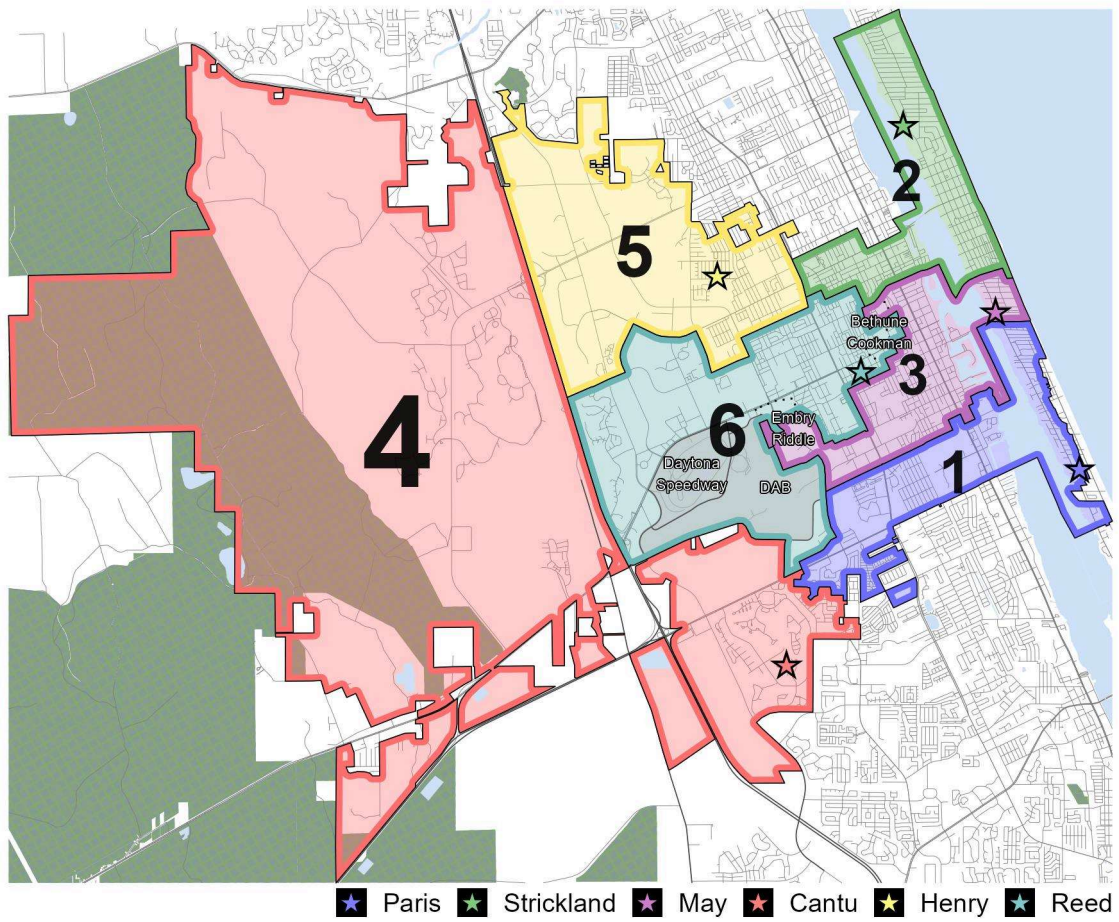 2
5
Bethune
Cookman
3
4
6
Embry
Riddle
Daytona
Speedway
DAB
1
Paris Strickland May Cantu Henry Reed